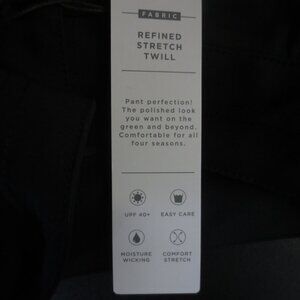 FABRIC
REFINED
STRETCH
TWILL
Pant perfection!
The polished look
you want on the
green and beyond.
Comfortable for all
four seasons.
UPF 40+
EASY CARE
MOISTURE
WICKING
COMFORT
STRETCH